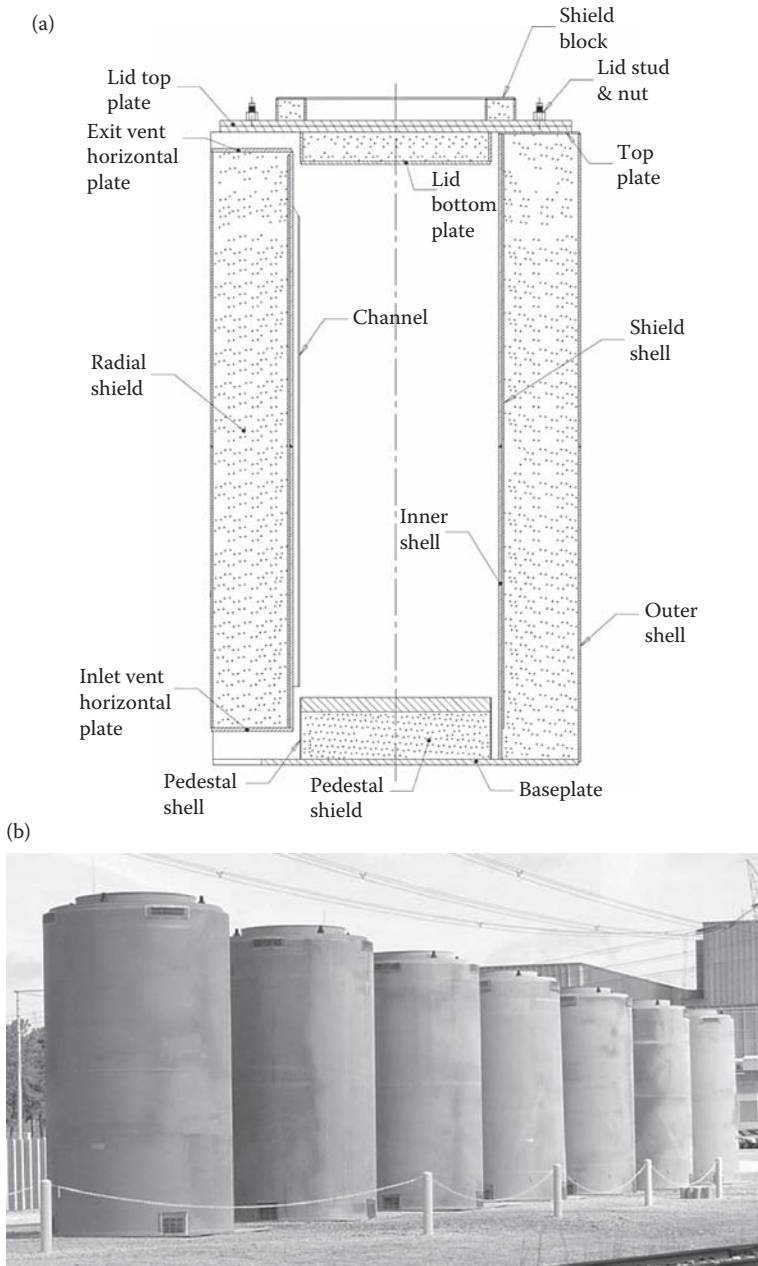 (a)
Shield
block
Lid stud
& nut
Lid top
plate
Exit vent
horizontal
plate
Top
plate
Lid
bottom
plate
Channel
Shield
shell
Radial
shield
Inner
shell
Outer
shell
Inlet vent
horizontal
plate
Pedestal
shell
Pedestal
shield
Baseplate
(b)